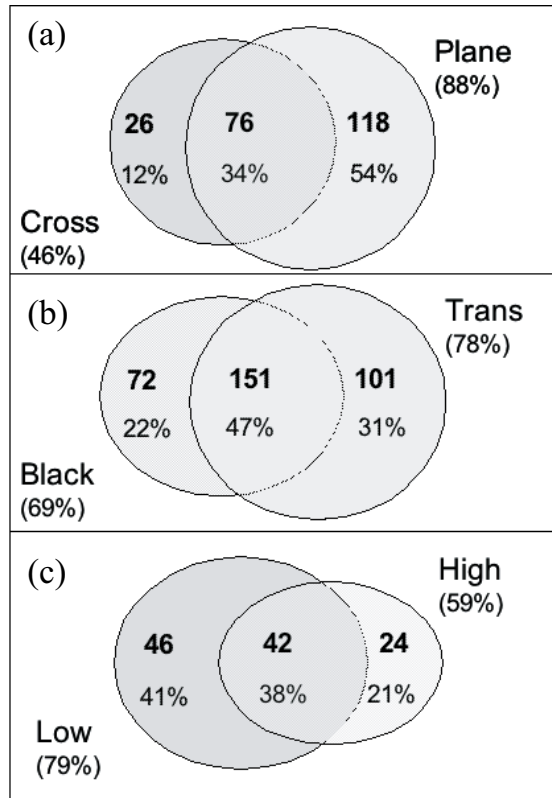 (a)
Plane
(88%)
26 76 118
12% 34% 54%
Cross
(46%)
(b)
Trans
(78%)
72 151 101
22% 47% 31%
Black
(69%)
(c)
High
(59%)
46 42 24
41% 38% 21%
Low
(79%)